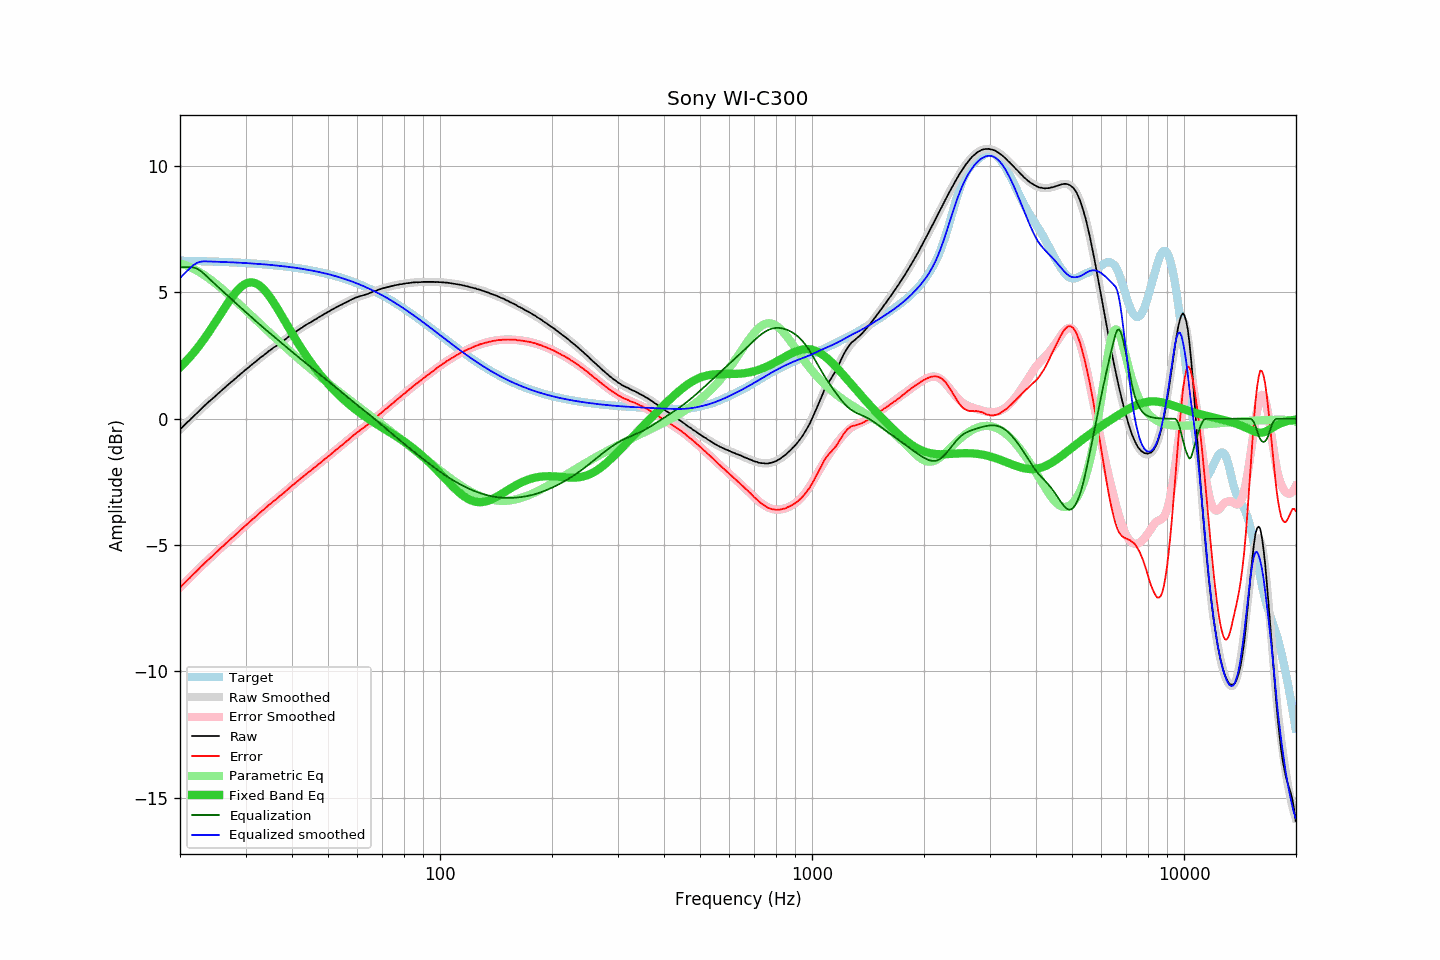 Sony WI-C300
10
5
0
−5
−10
−15
Amplitude (dBr)
Target
Raw Smoothed
Error Smoothed
Raw
Error
Parametric Eq
Fixed Band Eq
Equalization
Equalized smoothed
100 1000 10000
Frequency (Hz)